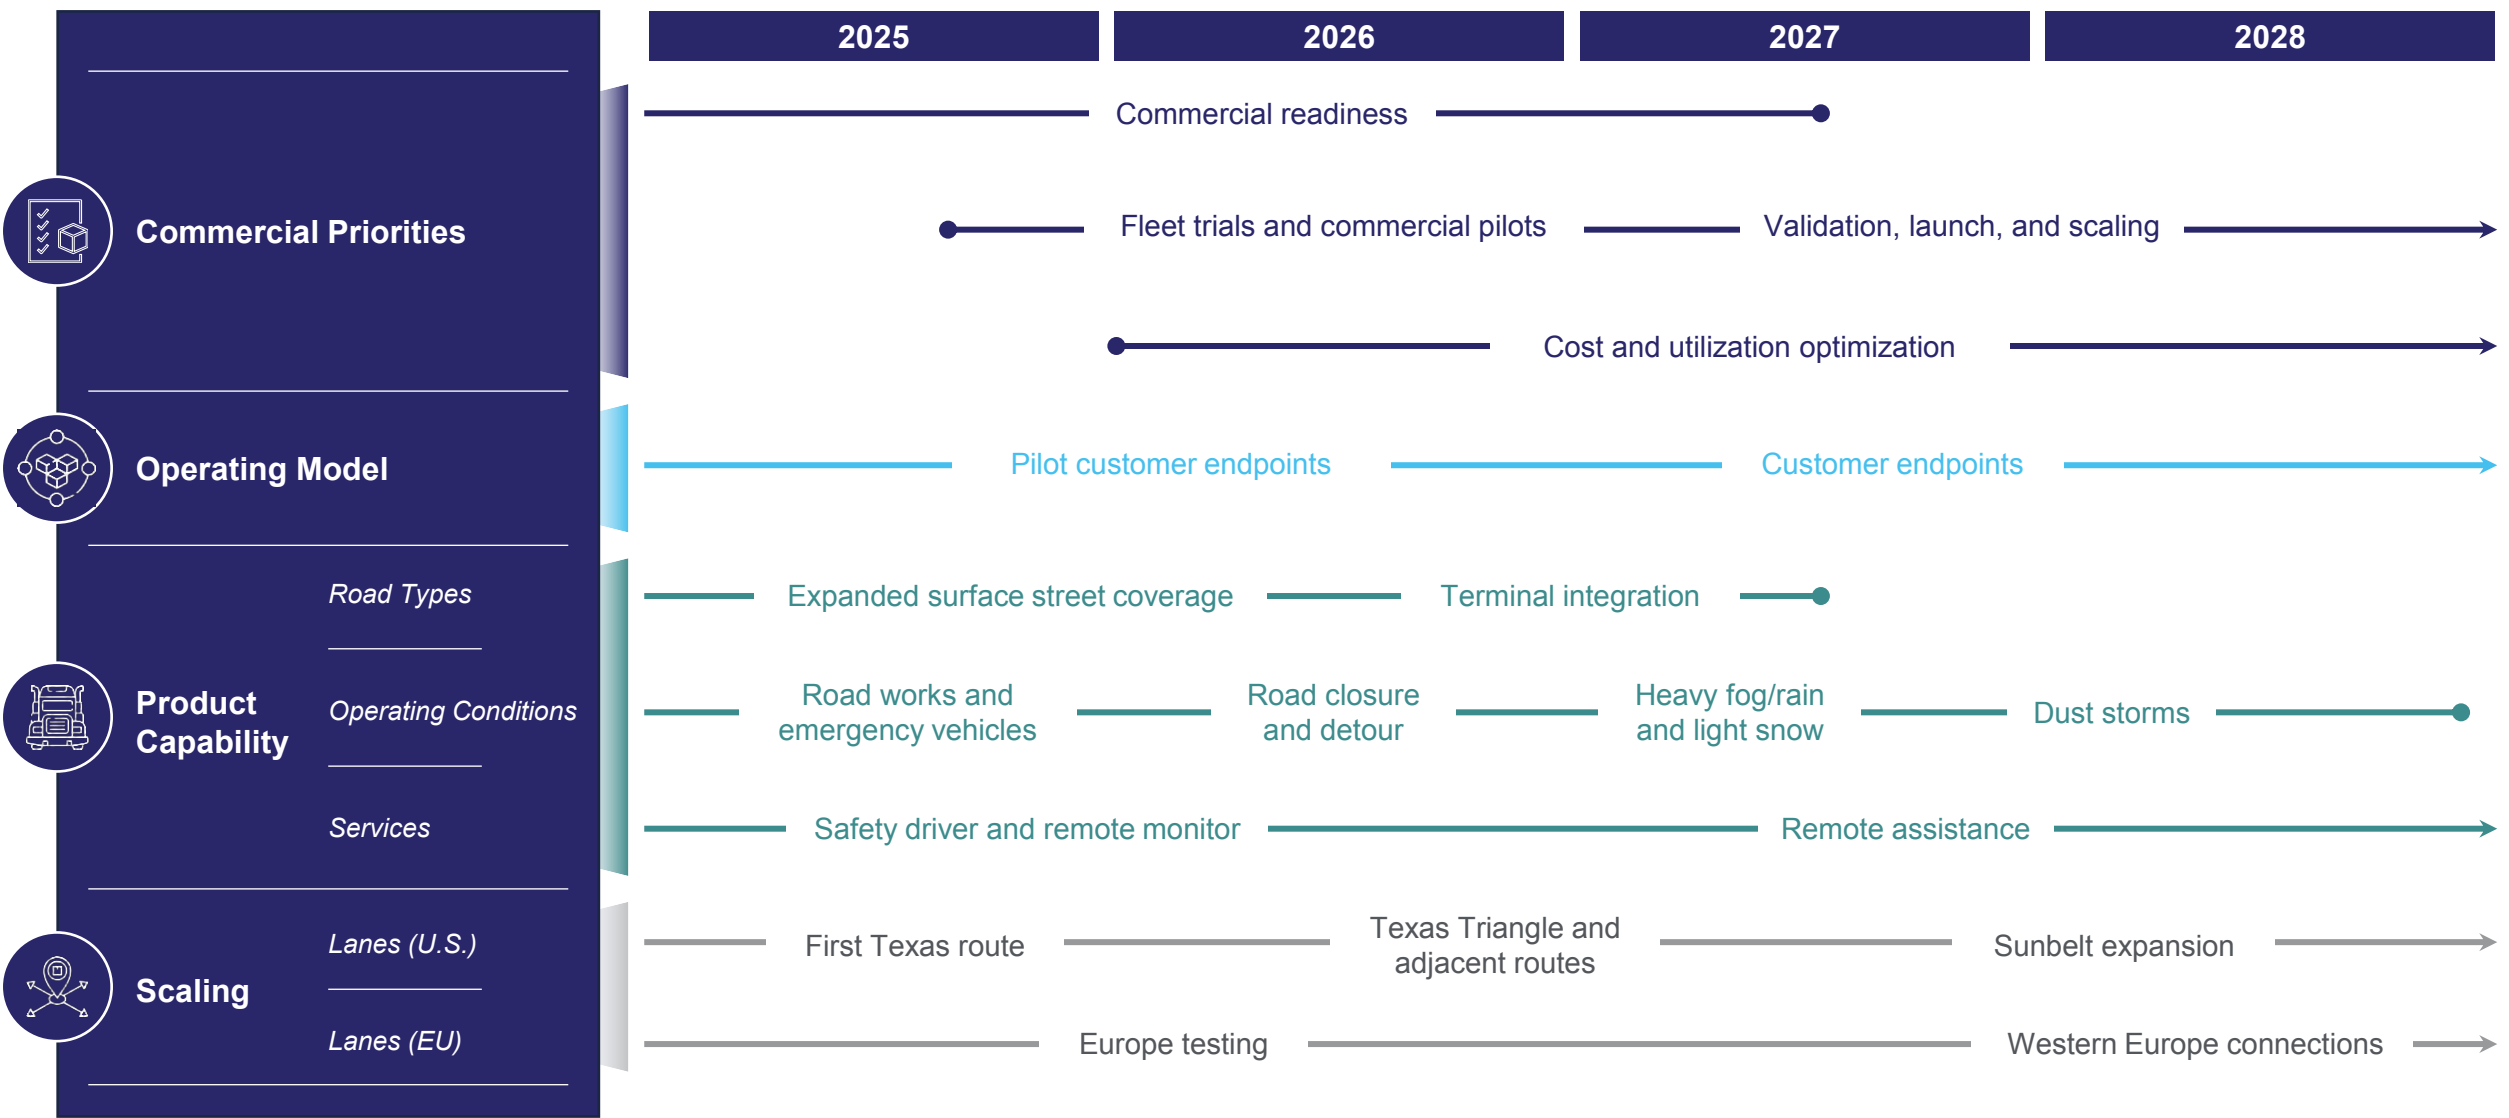 2025
2026
2027
2028
Commercial Priorities
Commercial readiness
Fleet trials and commercial pilots
Validation, launch, and scaling
Cost and utilization optimization
Operating Model
Pilot customer endpoints
Customer endpoints
Product
Capability
Road Types
Expanded surface street coverage
Terminal integration
Operating Conditions
Road works and
emergency vehicles
Road closure
and detour
Heavy fog/rain
and light snow
Dust storms
Services
Safety driver and remote monitor
Remote assistance
Scaling
Lanes (U.S.)
First Texas route
Texas Triangle and
adjacent routes
Sunbelt expansion
Lanes (EU)
Europe testing
Western Europe connections